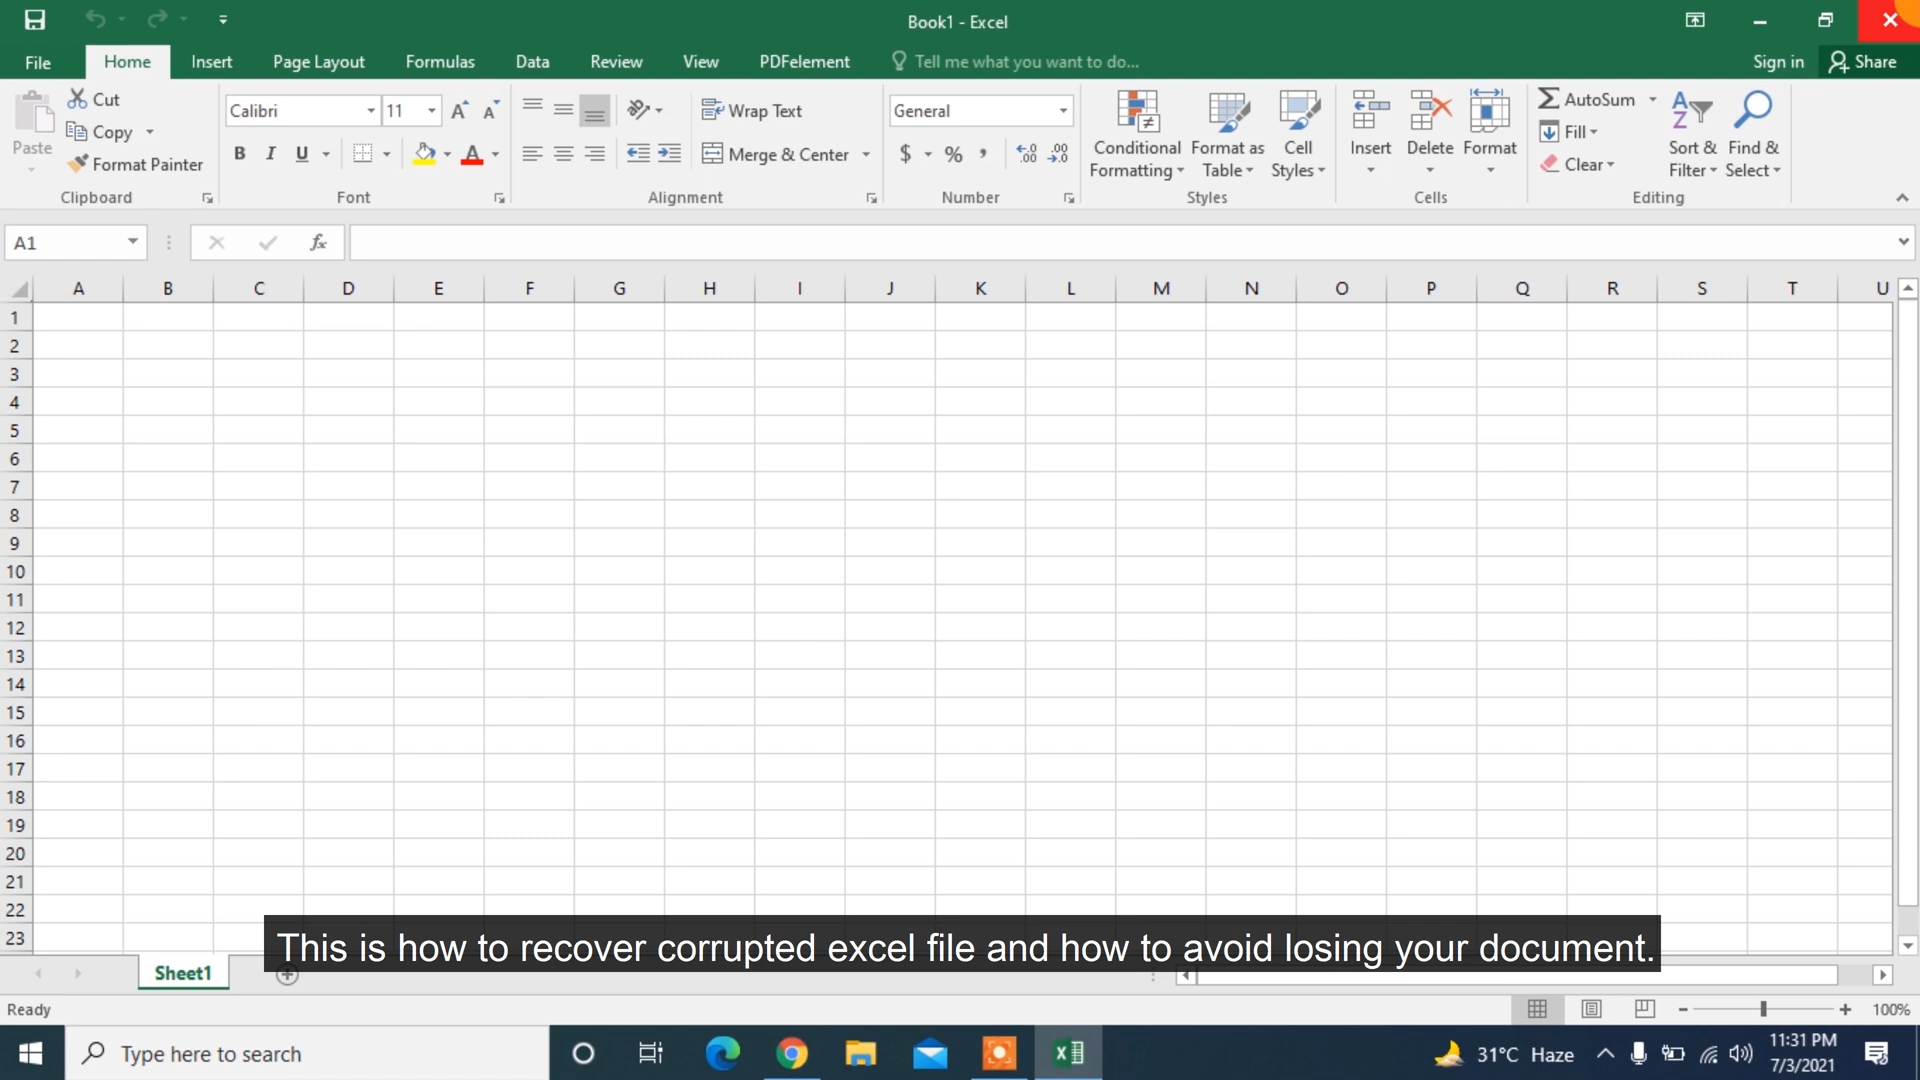 Book1 - Excel
File Home Insert Page Layout Formulas Data Review View PDFelement Tell me what you want to do... Sign in Share
Paste
Cut
Copy
Format Painter
Clipboard
Calibri 11
B I U
Font
Wrap Text
Merge & Center
Alignment
General
$ % ,
Number
Conditional Formatting
Format as Table
Cell Styles
Styles
Insert Delete Format
Cells
AutoSum
Fill
Clear
Sort & Filter
Find & Select
Editing
A1 fx
A B C D E F G H I J K L M N O P Q R S T U
1
2
3
4
5
6
7
8
9
10
11
12
13
14
15
16
17
18
19
20
21
22
23
This is how to recover corrupted excel file and how to avoid losing your document.
Sheet1
Ready 100%
Type here to search 31°C Haze 11:31 PM
7/3/2021